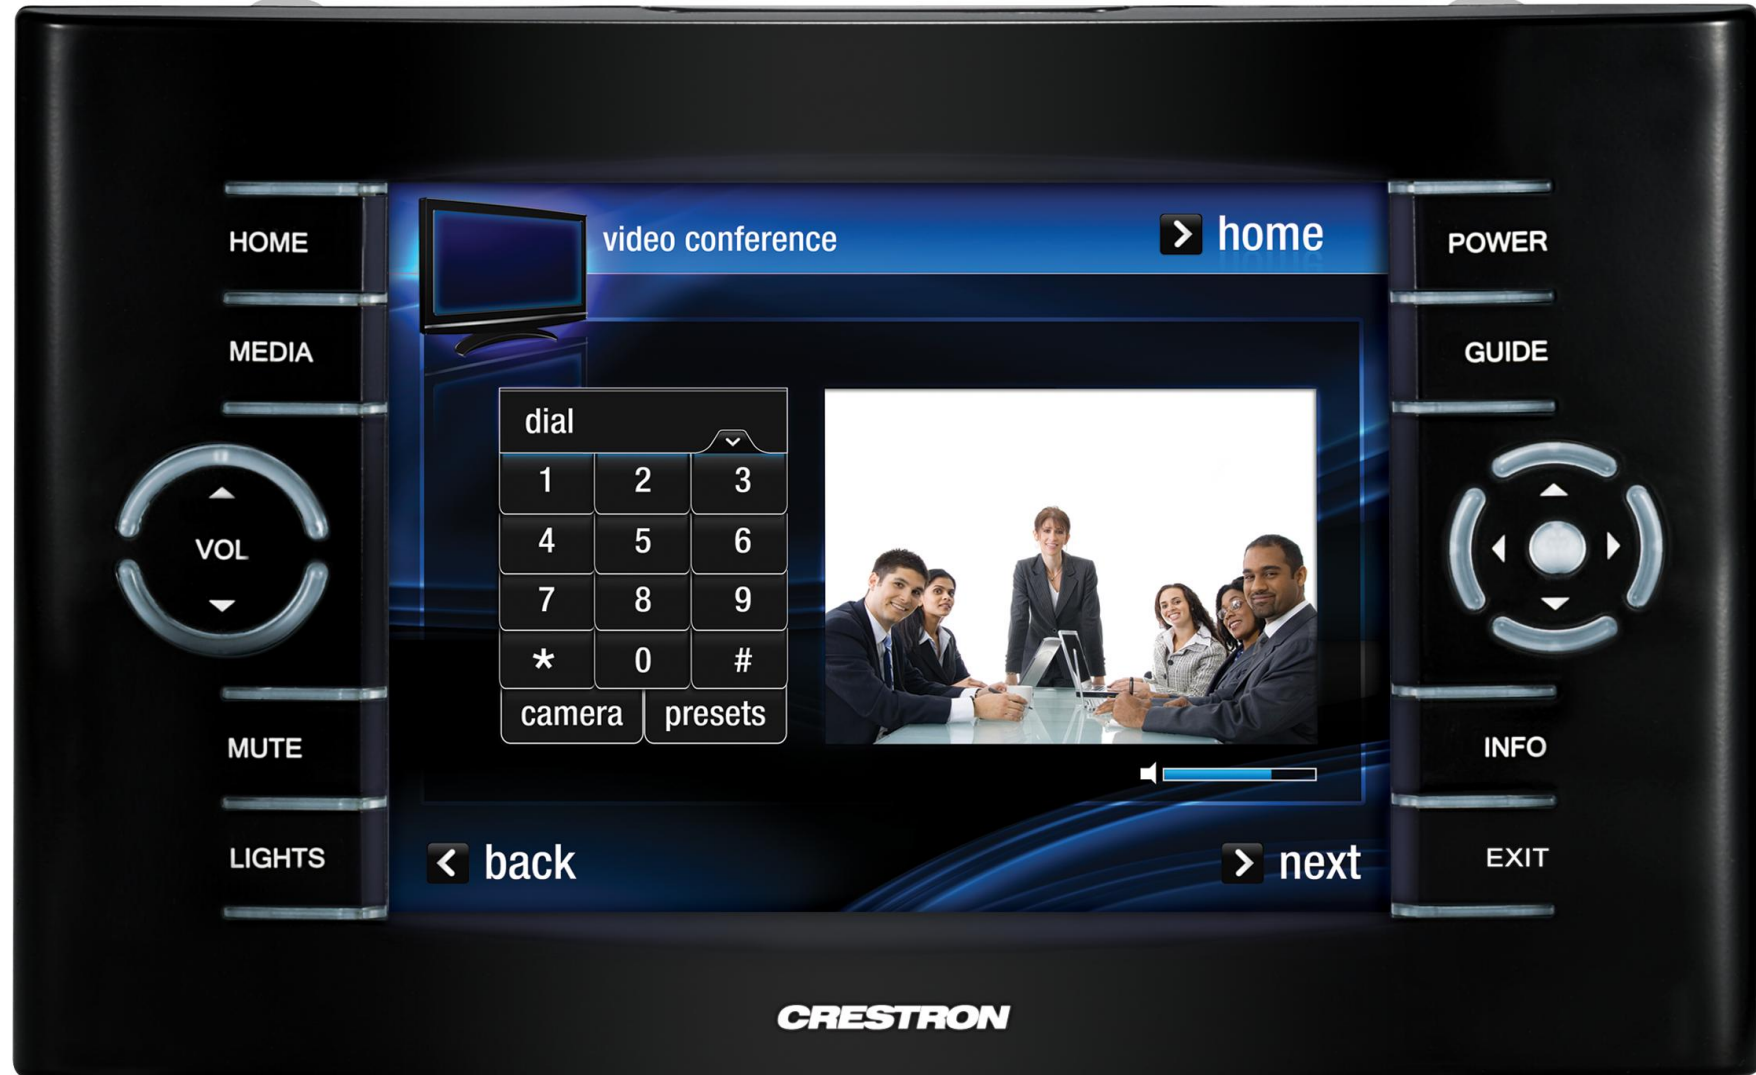 HOME
MEDIA
VOL
MUTE
LIGHTS
video conference
home
dial
1 2 3
4 5 6
7 8 9
* 0 #
camera presets
back
next
POWER
GUIDE
INFO
EXIT
CRESTRON